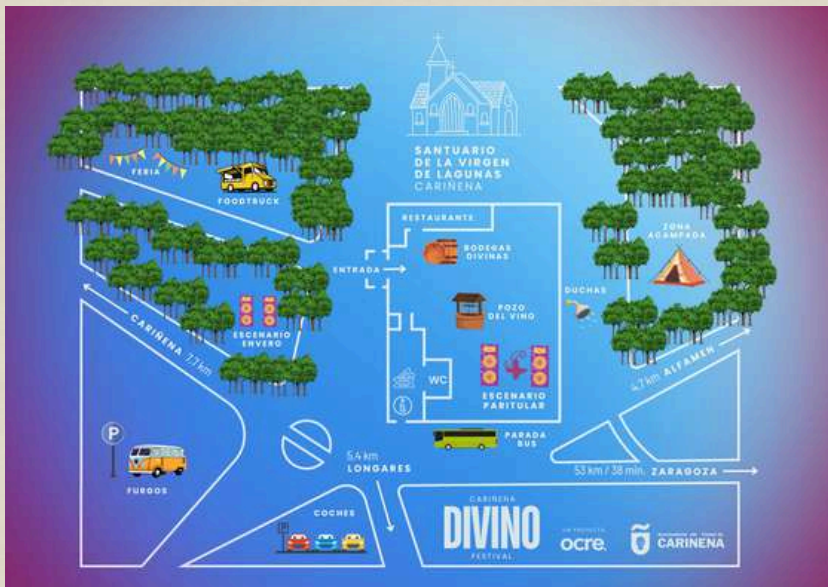 SANTUARIO
DE LA VIRGEN
DE LAGUNAS
CARIÑENA
FERIA
FOODTRUCK
RESTAURANTE
BODEGAS
DIVINAS
ENTRADA
ZONA
ACAMPADA
DUCHAS
POZO
DEL VINO
CARIÑENA 7,7 km
ESCENARIO
ENVERO
WC
ESCENARIO
PARITULAR
4,7 km ALFAMEN
P
FURGOS
5,4 km
LONGARES
PARADA
BUS
53 km / 38 min. ZARAGOZA
COCHES
P
CARIÑENA
DIVINO
FESTIVAL
UN PROYECTO
ocre.
CARIÑENA